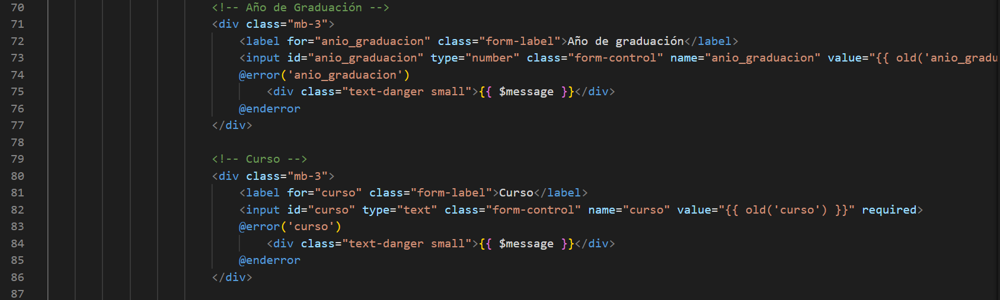 70 <!-- Año de Graduación -->
71 <div class="mb-3">
72 <label for="anio_graduacion" class="form-label">Año de graduación</label>
73 <input id="anio_graduacion" type="number" class="form-control" name="anio_graduacion" value="{{ old('anio_gradu
74 @error('anio_graduacion')
75 <div class="text-danger small">{{ $message }}</div>
76 @enderror
77 </div>
78
79 <!-- Curso -->
80 <div class="mb-3">
81 <label for="curso" class="form-label">Curso</label>
82 <input id="curso" type="text" class="form-control" name="curso" value="{{ old('curso') }}" required>
83 @error('curso')
84 <div class="text-danger small">{{ $message }}</div>
85 @enderror
86 </div>
87